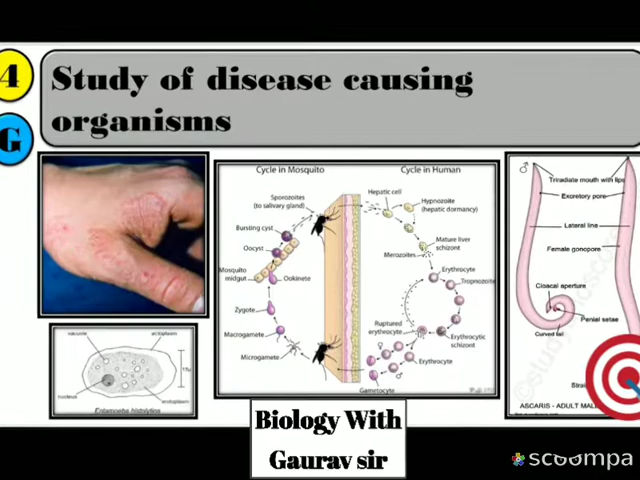 4
G
Study of disease causing
organisms
Cycle in Mosquito
Cycle in Human
Sporozoites
(to salivary gland)
Bursting cyst
Oocyst
Mosquito
midgut
Ookinete
Zygote
Macrogamete
Microgamete
Hepatic cell
Hypnozoite
(hepatic dormancy)
Mature liver
schizont
Merozoites
Erythrocyte
Tropnozoite
Ruptured
erythrocyte
Erythrocytic
schizont
Erythrocyte
Gametocyte
vacuole
ectoplasm
nucleus
endoplasm
Entamoeba histolytica
Triradiate mouth with lips
Excretory pore
Lateral line
Female gonopore
Cloacal aperture
Penial setae
Curved tail
ASCARIS - ADULT MAL
Biology With
Gaurav sir
scoompa